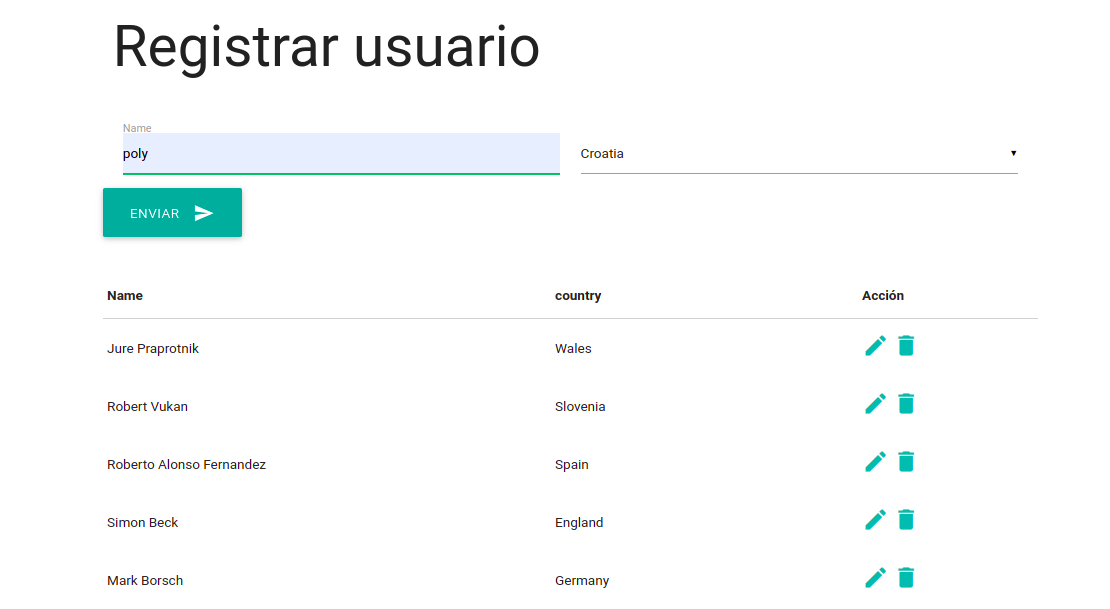 Registrar usuario
Name
poly
Croatia
ENVIAR
Name country Acción
Jure Praprotnik Wales
Robert Vukan Slovenia
Roberto Alonso Fernandez Spain
Simon Beck England
Mark Borsch Germany